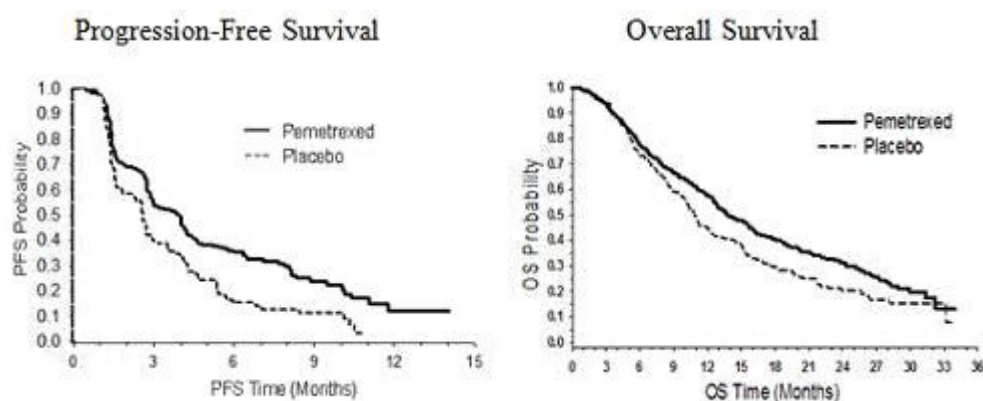 Progression-Free Survival
PFS Probability
1.0
0.9
0.8
0.7
0.6
0.5
0.4
0.3
0.2
0.1
0.0
Pemetrexed
Placebo
0 3 6 9 12 15
PFS Time (Months)
Overall Survival
OS Probability
1.0
0.9
0.8
0.7
0.6
0.5
0.4
0.3
0.2
0.1
0.0
Pemetrexed
Placebo
0 3 6 9 12 15 18 21 24 27 30 33 36
OS Time (Months)